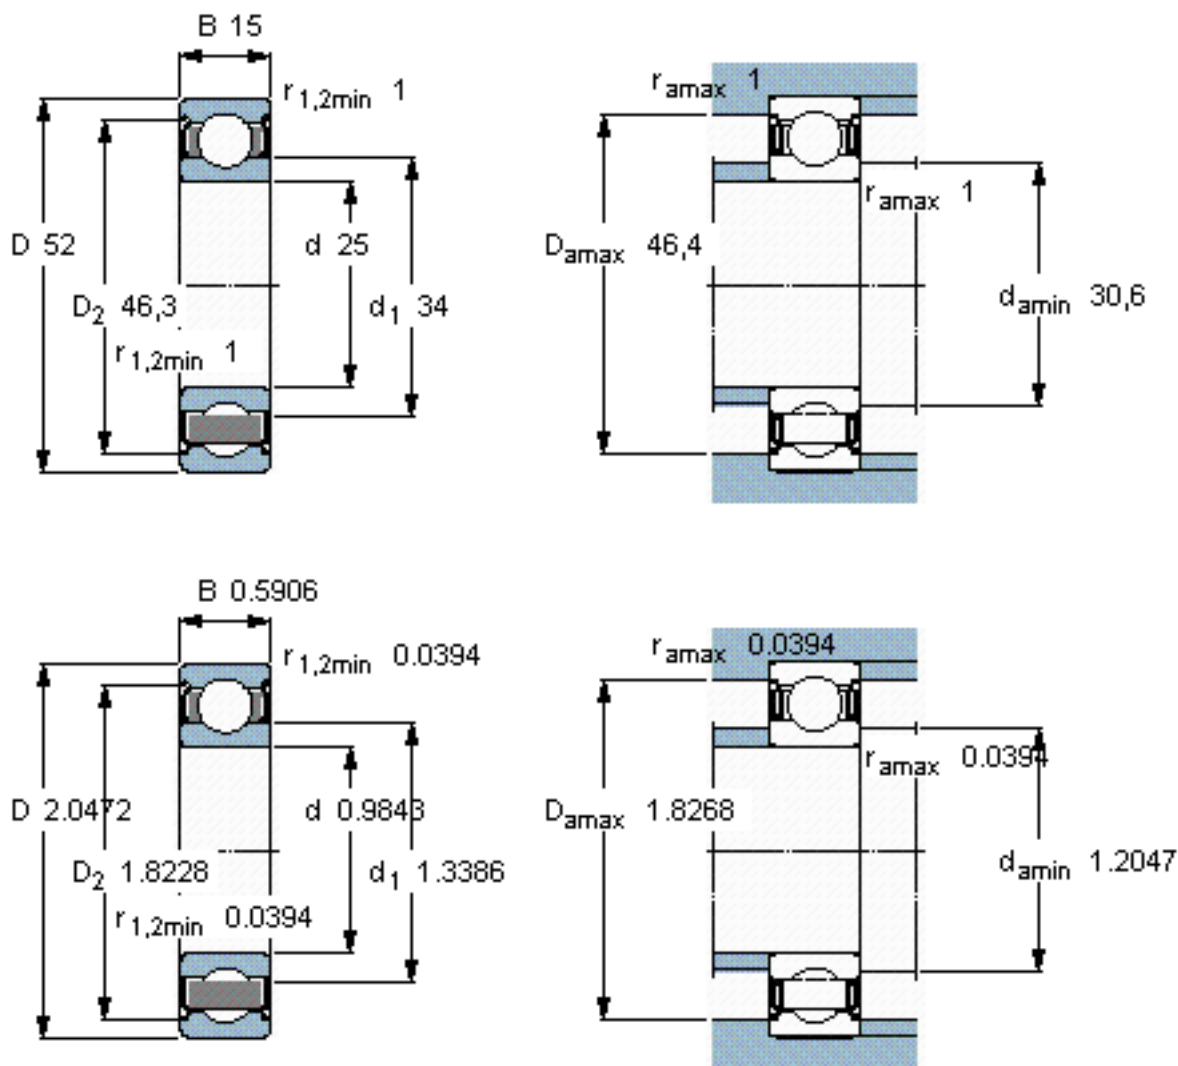 B 15
r1,2min 1
ramax 1
ramax 1
D 52
d 25
Damax 46,4
D2 46,3
d1 34
damin 30,6
r1,2min 1
B 0.5906
r1,2min 0.0394
ramax 0.0394
ramax 0.0394
D 2.0472
d 0.9843
Damax 1.8268
D2 1.8228
d1 1.3386
damin 1.2047
r1,2min 0.0394